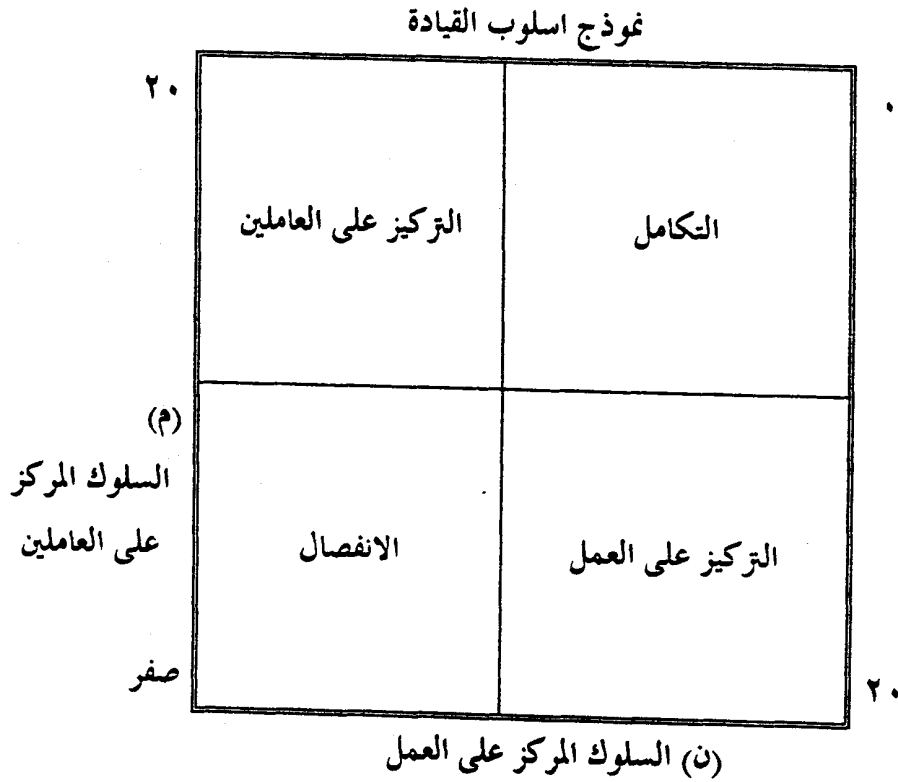 نموذج اسلوب القيادة
٢٠
٠
التكامل
التركيز على العاملين
(م)
السلوك المركز
على العاملين
التركيز على العمل
الانفصال
صفر
٢٠
(ن) السلوك المركز على العمل